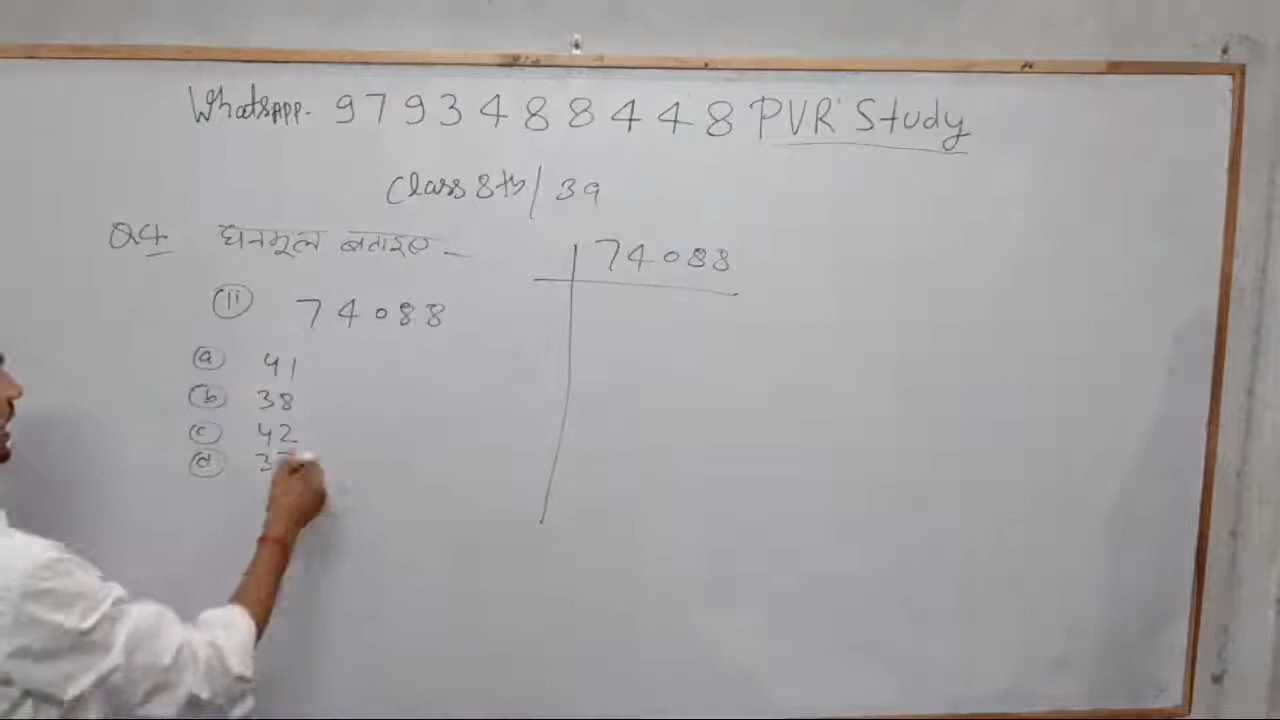 WhatsApp. 9793488448 PVR Study
Class 8th/39
Q4 घनमूल बताइए -
(ii) 74088
74088
(a) 41
(b) 38
(c) 42
(d)